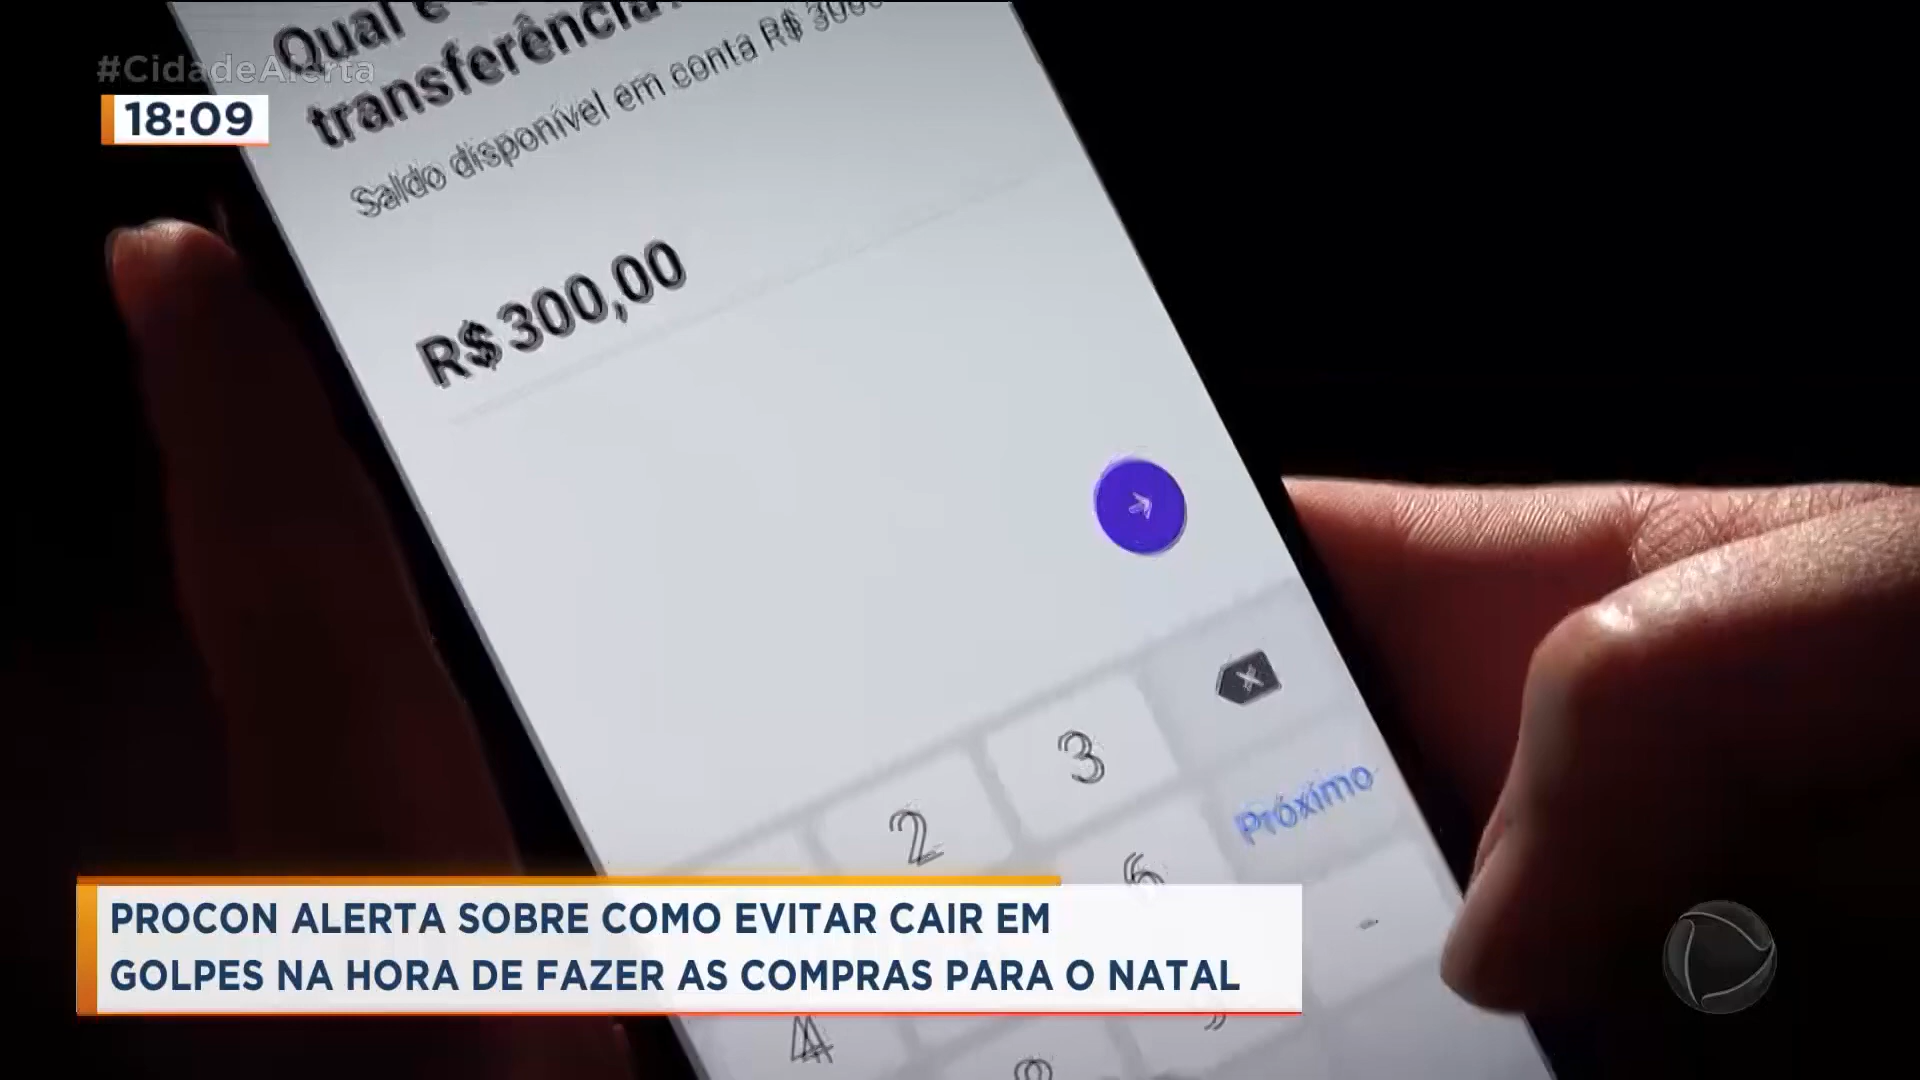 #CidadeAlerta
18:09
Qual é
transferência?
Saldo disponível em conta R$
R$ 300,00
3
2
Próximo
6
PROCON ALERTA SOBRE COMO EVITAR CAIR EM
GOLPES NA HORA DE FAZER AS COMPRAS PARA O NATAL